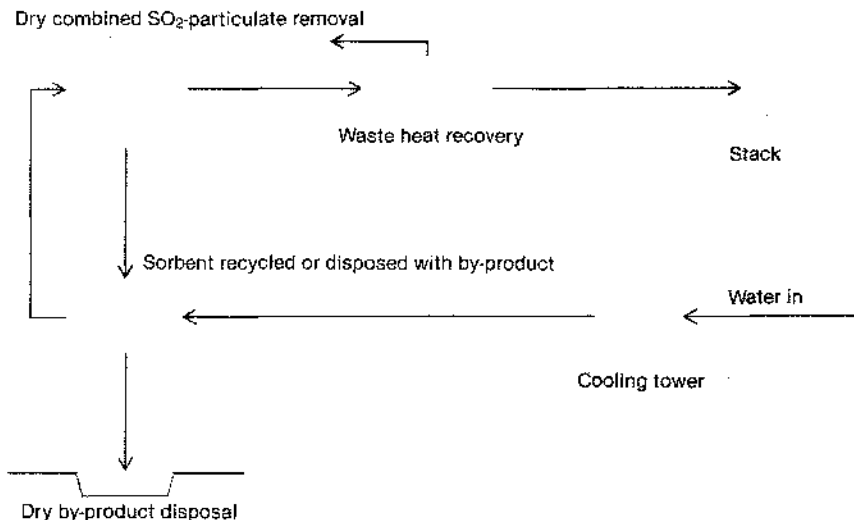 Dry combined SO₂-particulate removal
Waste heat recovery
Stack
Sorbent recycled or disposed with by-product
Water in
Cooling tower
Dry by-product disposal